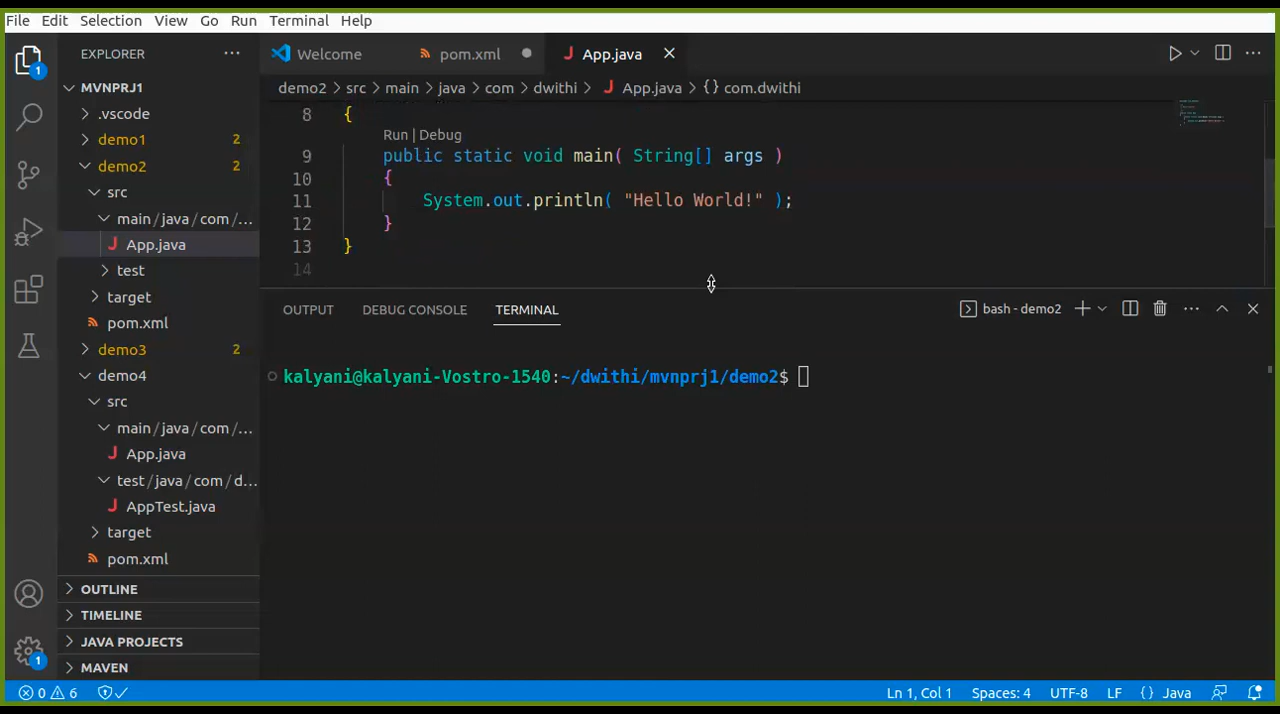 File Edit Selection View Go Run Terminal Help
EXPLORER
Welcome
pom.xml
App.java
1
MVNPRJ1
.vscode
demo1 2
demo2 2
src
main/java/com/...
App.java
test
target
pom.xml
demo3 2
demo4
src
main/java/com/...
App.java
test/java/com/d...
AppTest.java
target
pom.xml
OUTLINE
TIMELINE
JAVA PROJECTS
MAVEN
1
demo2 > src > main > java > com > dwithi > App.java > {} com.dwithi
8 {
Run | Debug
9 public static void main( String[] args )
10 {
11 System.out.println( "Hello World!" );
12 }
13 }
14
OUTPUT DEBUG CONSOLE TERMINAL
bash - demo2
kalyani@kalyani-Vostro-1540:~/dwithi/mvnprj1/demo2$
0 6
Ln 1, Col 1 Spaces: 4 UTF-8 LF {} Java